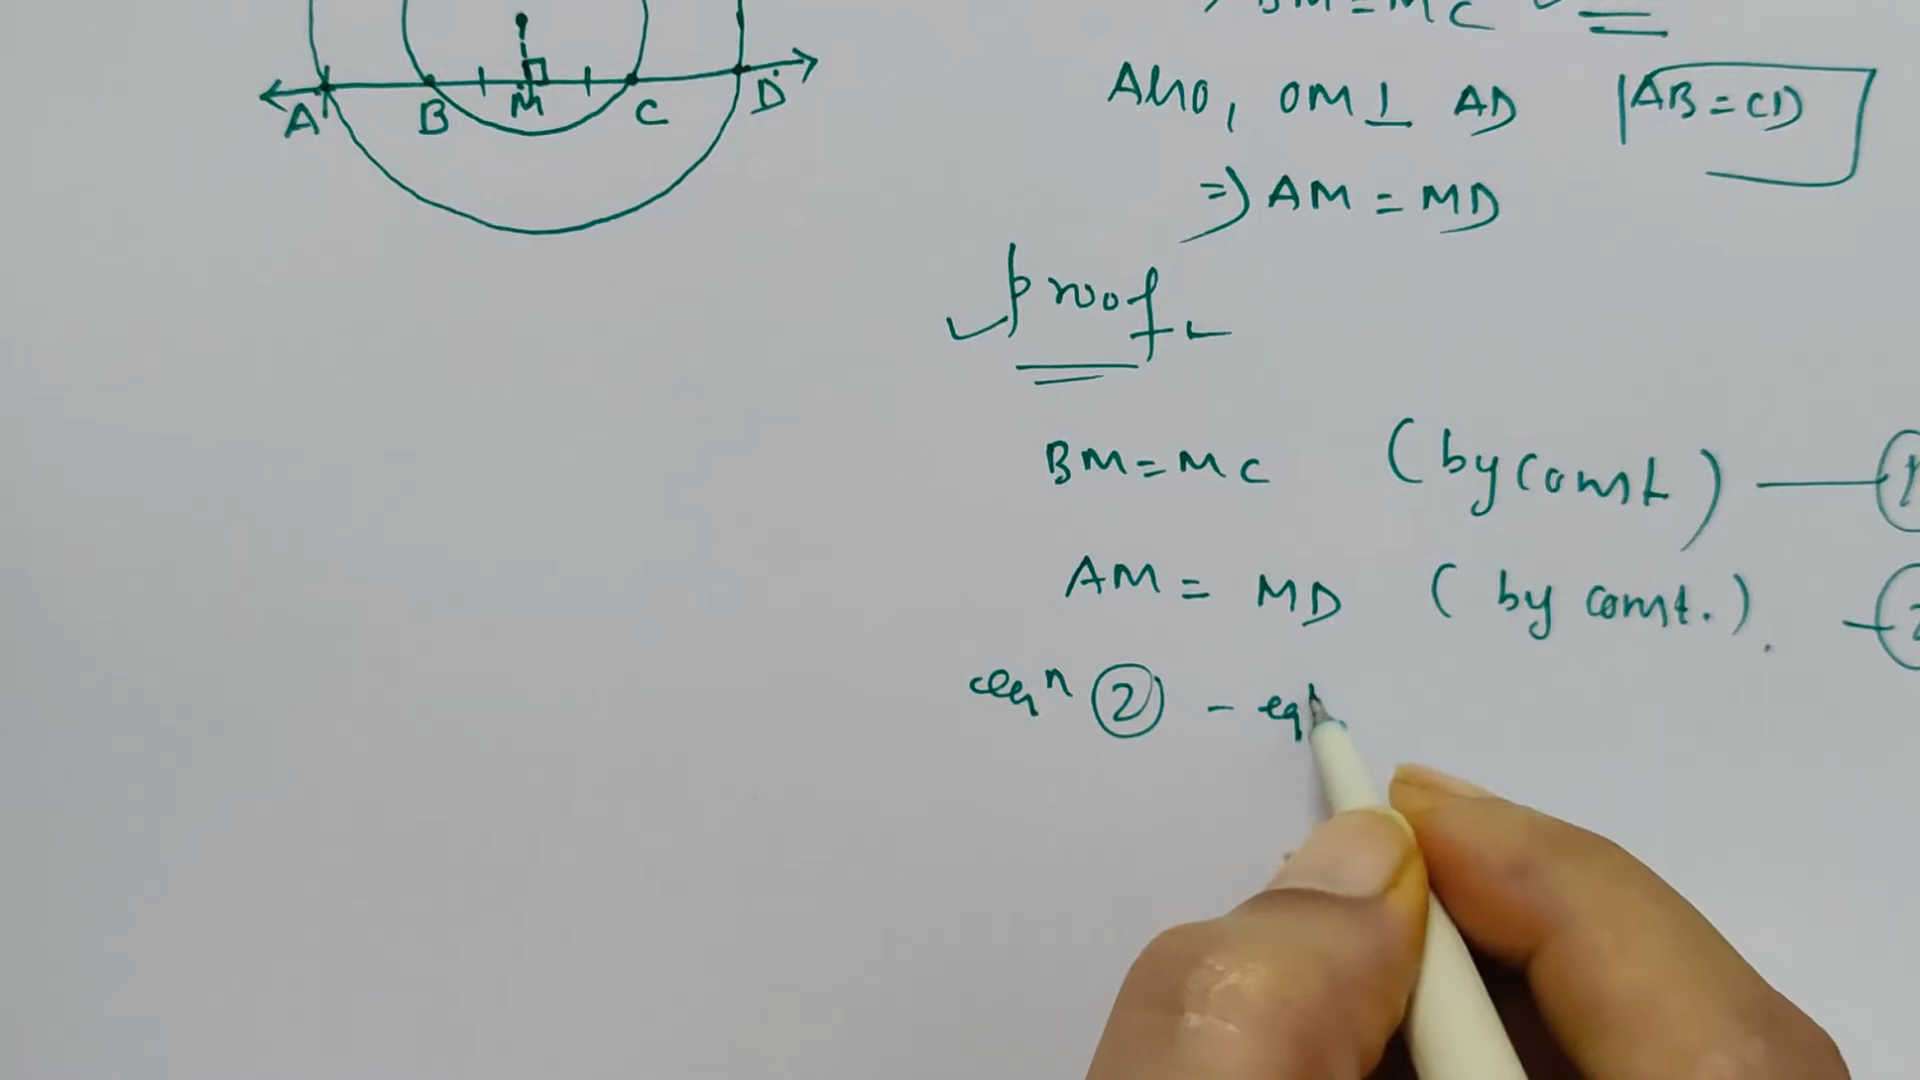 A B M C D
BM = MC
Also, OM ⊥ AD
AB = CD
⇒ AM = MD
Proof
BM = MC (by const) — 1
AM = MD (by const.) — 2
eqⁿ 2 - eq